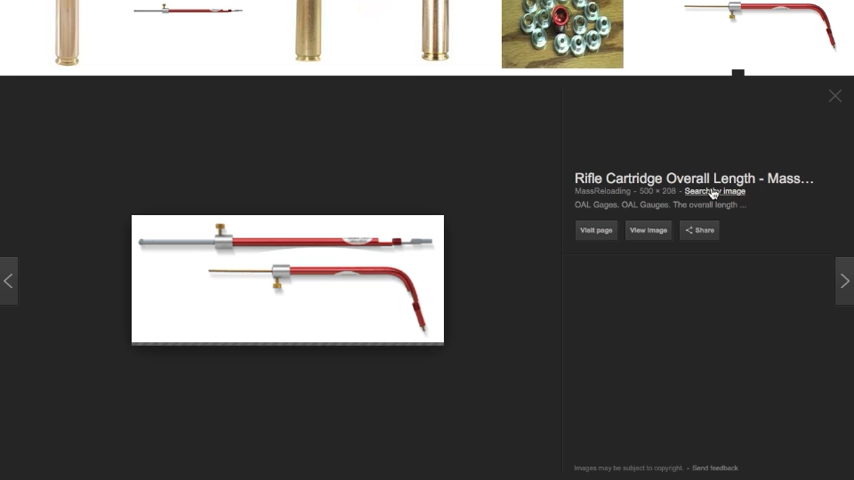 Rifle Cartridge Overall Length - Mass...
MassReloading - 500 × 208 - Search by image
OAL Gages. OAL Gauges. The overall length ...
Visit page
View image
Share
Images may be subject to copyright. - Send feedback